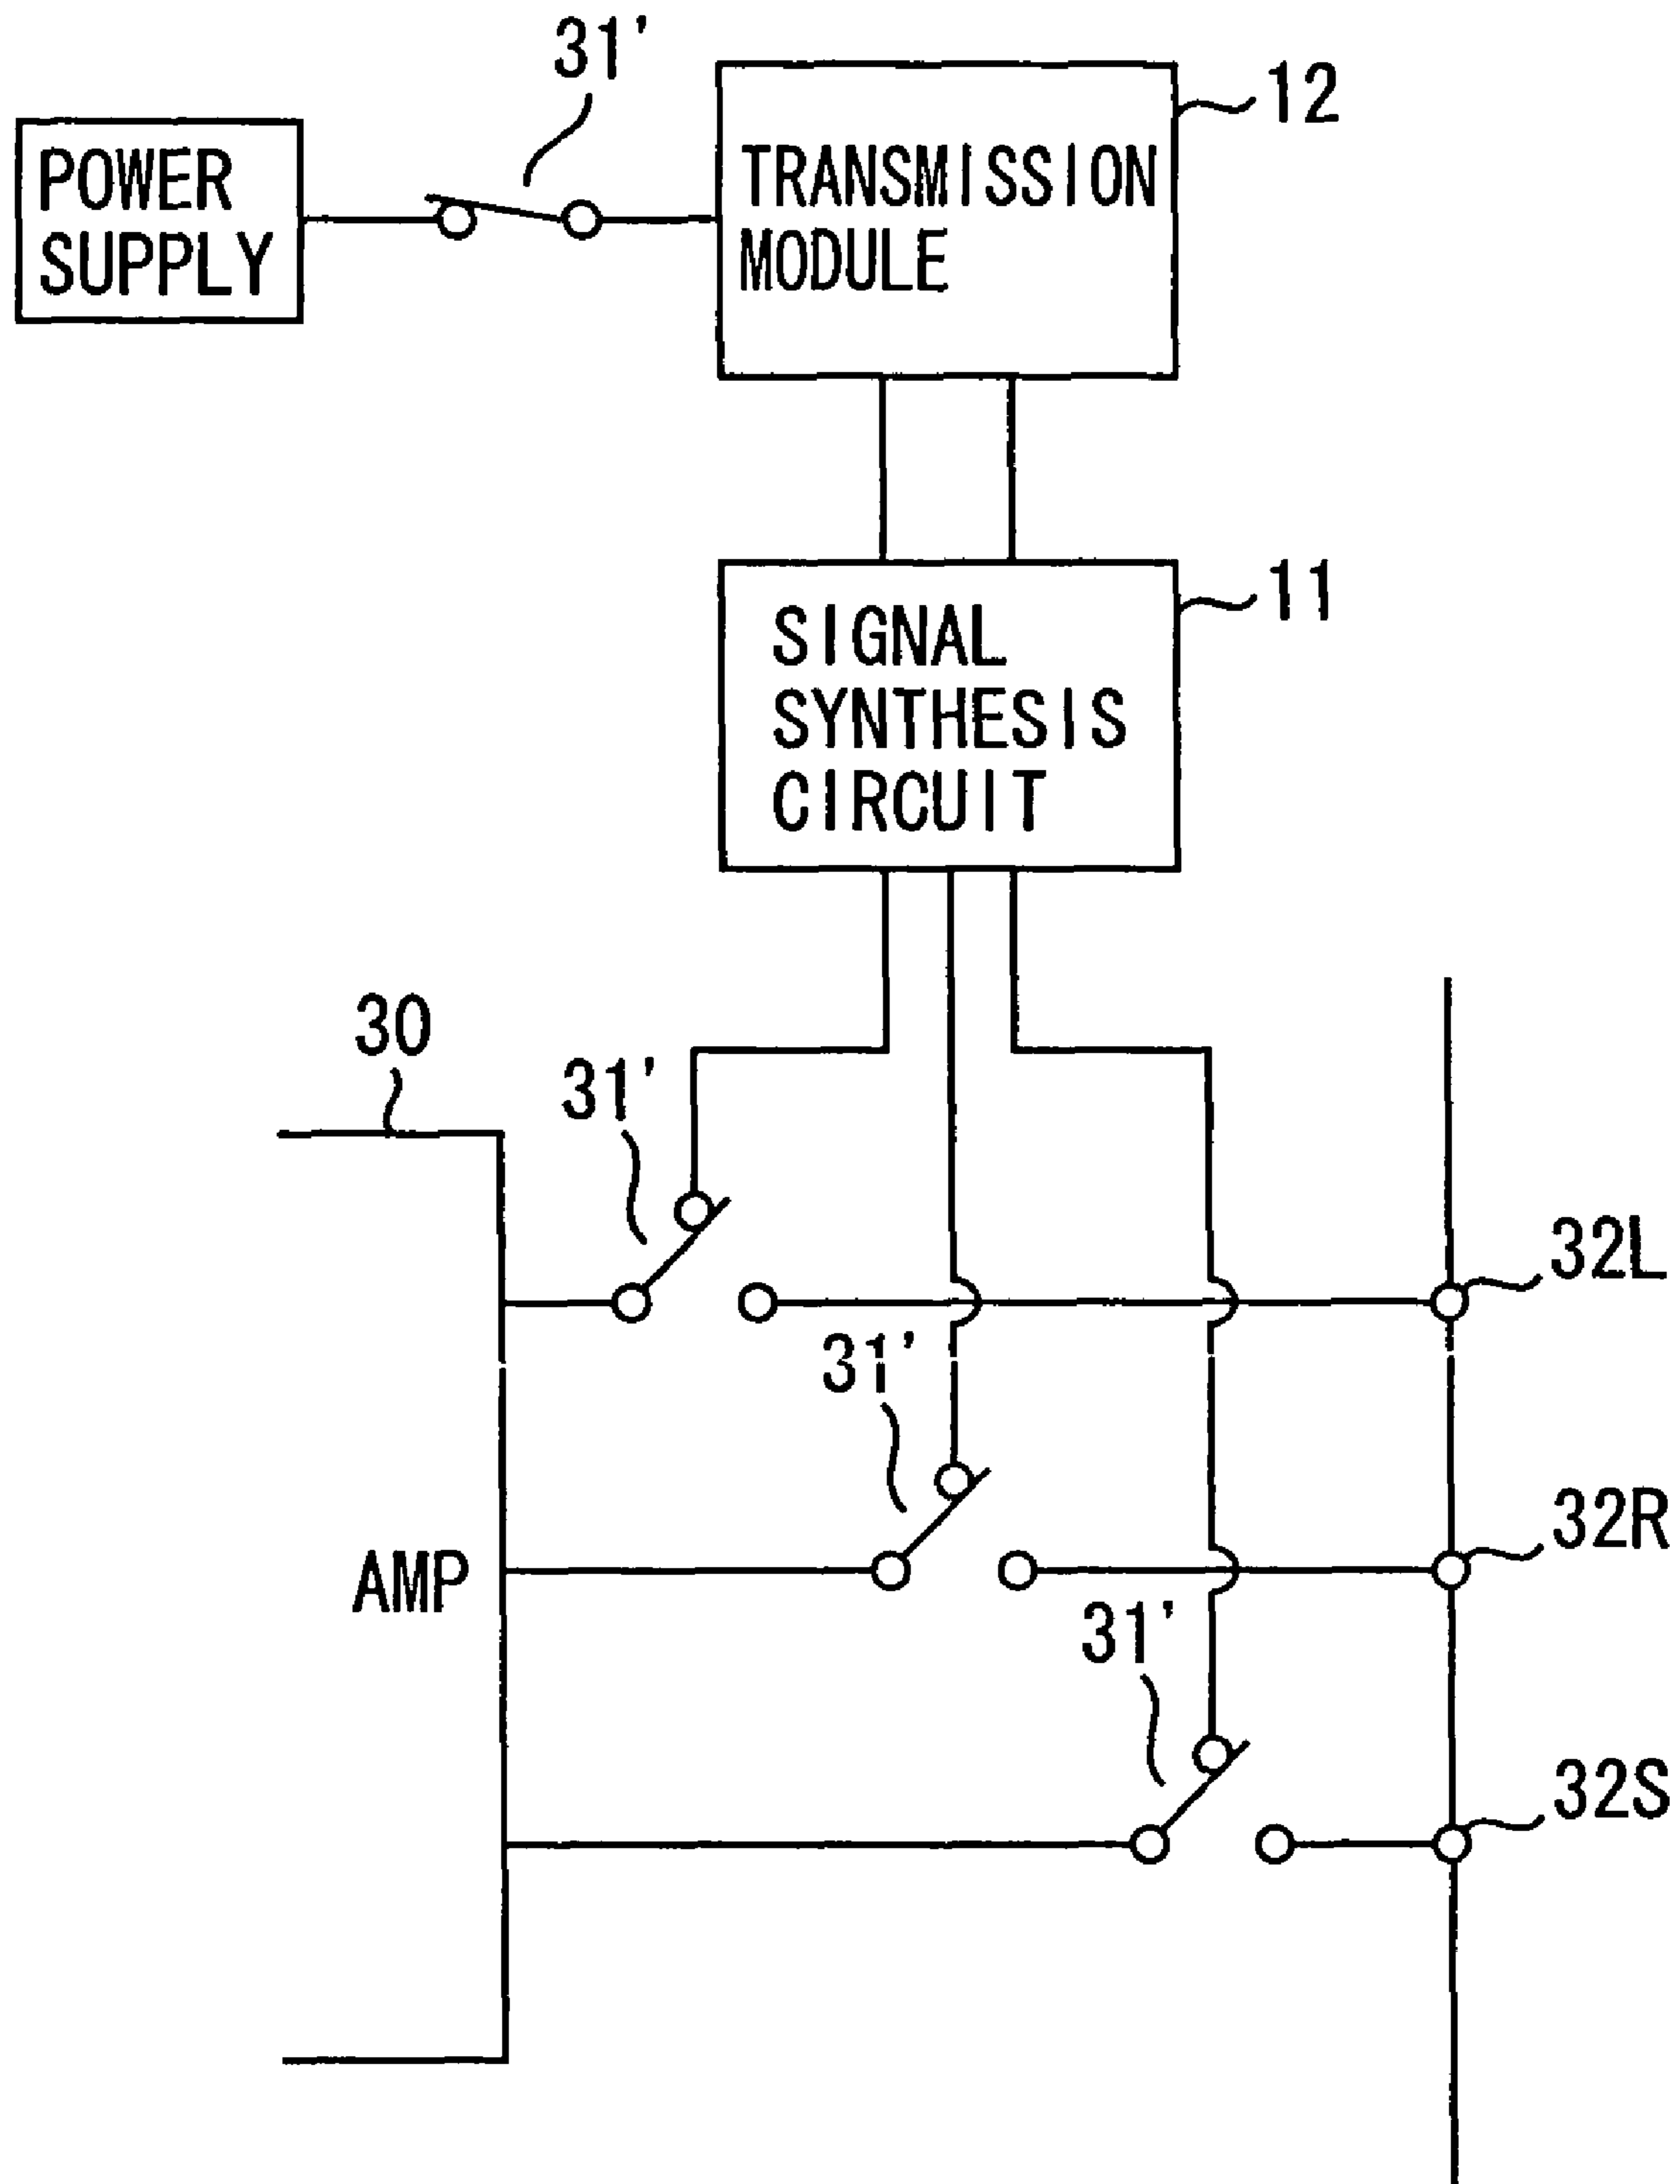 31'
12
POWER
SUPPLY
TRANSMISSION
MODULE
11
SIGNAL
SYNTHESIS
CIRCUIT
30
31'
32L
31'
32R
AMP
31'
32S